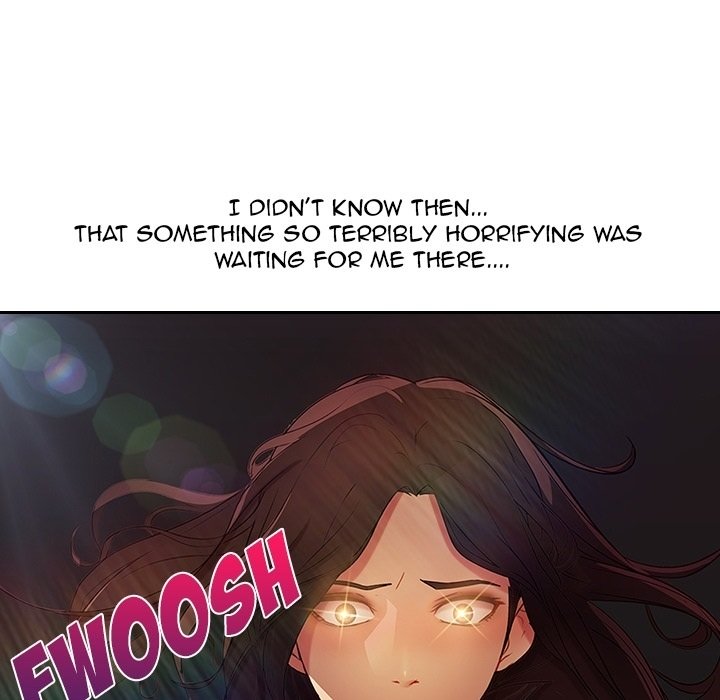 I DIDN'T KNOW THEN...
THAT SOMETHING SO TERRIBLY HORRIFYING WAS
WAITING FOR ME THERE....
FWOOSH